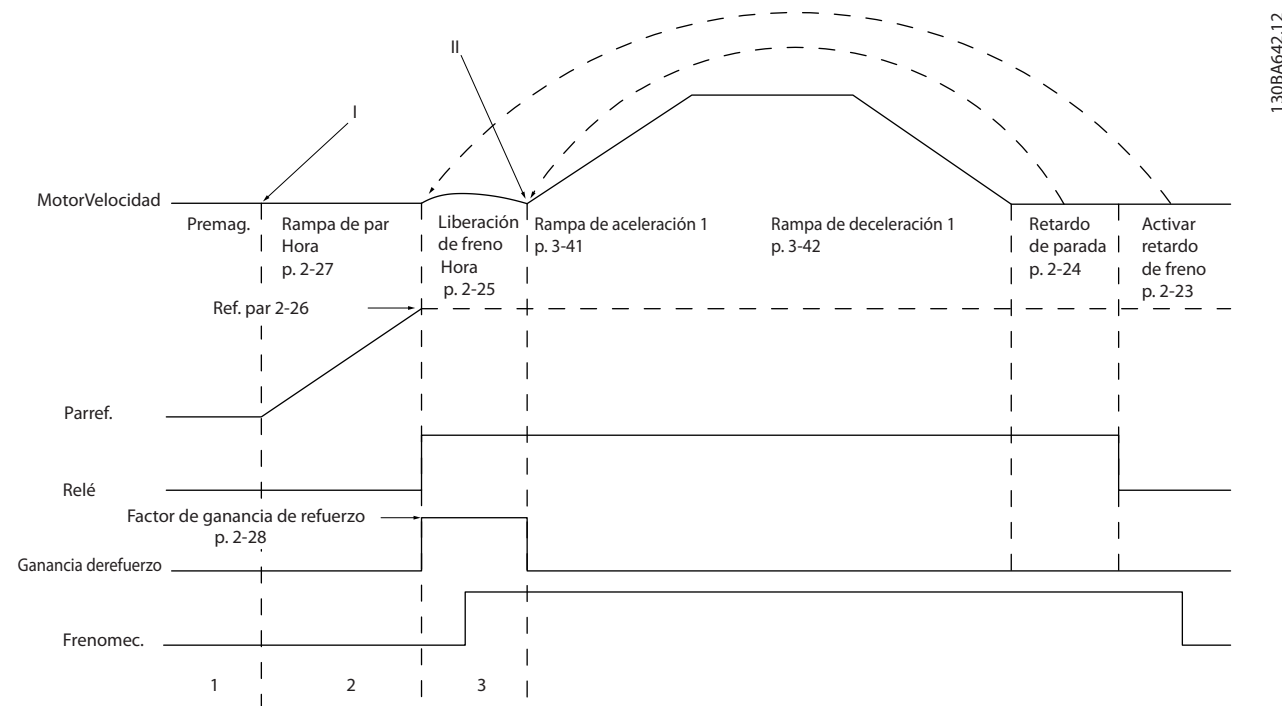 130BA642.12
II
I
MotorVelocidad
Premag.
Rampa de par
Hora
p. 2-27
Liberación
de freno
Hora
p. 2-25
Rampa de aceleración 1
p. 3-41
Rampa de deceleración 1
p. 3-42
Retardo
de parada
p. 2-24
Activar
retardo
de freno
p. 2-23
Ref. par 2-26
Parref.
Relé
Factor de ganancia de refuerzo
p. 2-28
Ganancia derefuerzo
Frenomec.
1
2
3